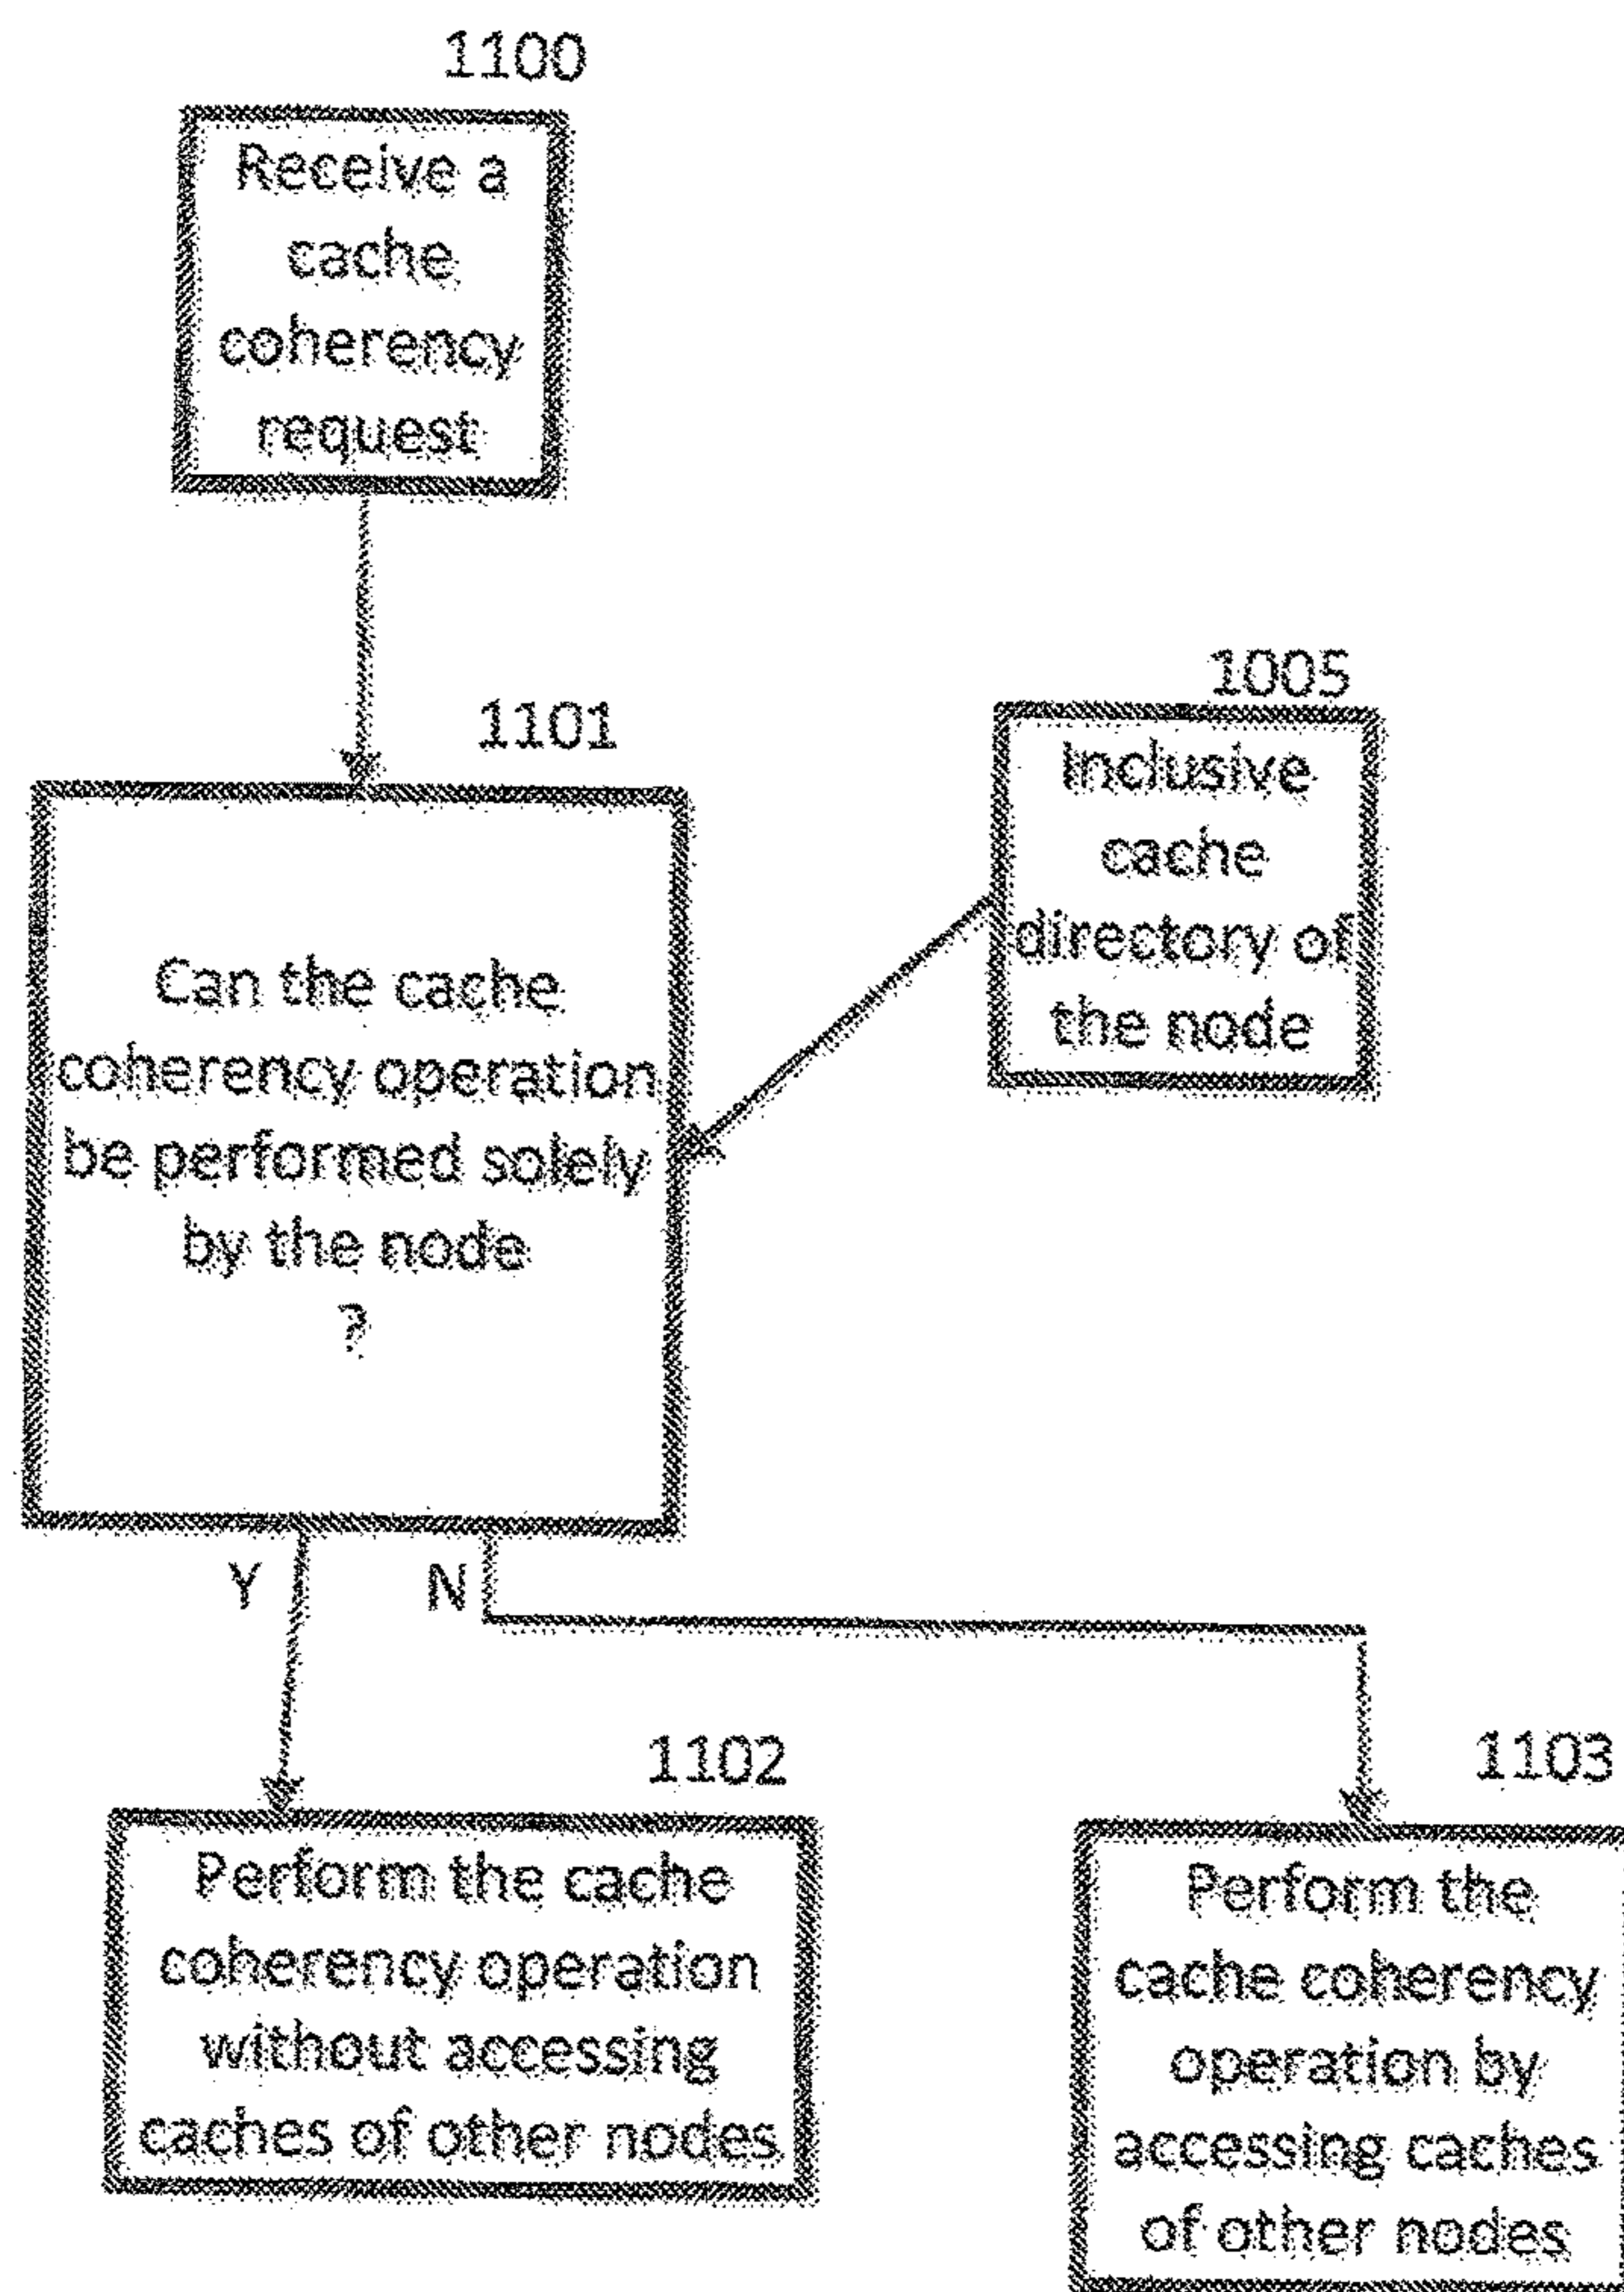 1100
Receive a
cache
coherency
request
1101
Can the cache
coherency operation
be performed solely
by the node
?
1005
Inclusive
cache
directory of
the node
Y
N
1102
Perform the cache
coherency operation
without accessing
caches of other nodes
1103
Perform the
cache coherency
operation by
accessing caches
of other nodes